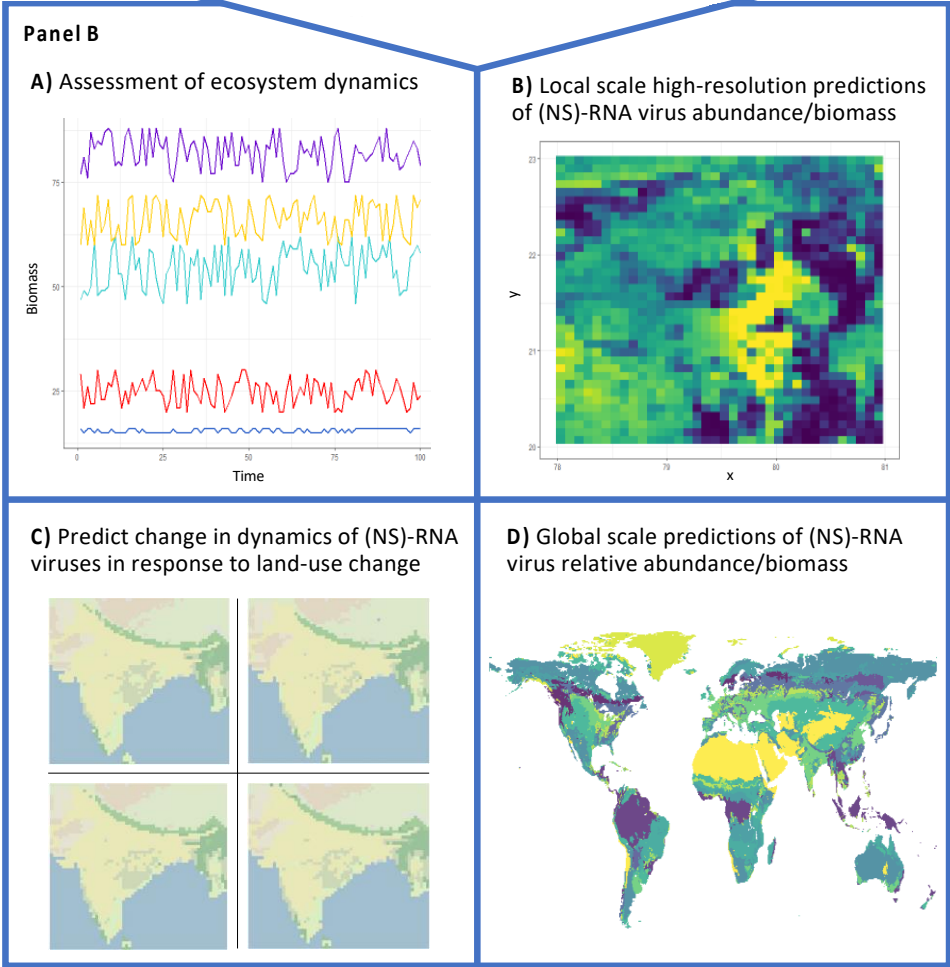 Panel B
A) Assessment of ecosystem dynamics
Biomass
75
50
25
0
25
50
75
100
Time
B) Local scale high-resolution predictions
of (NS)-RNA virus abundance/biomass
y
23
22
21
20
78
79
80
81
x
C) Predict change in dynamics of (NS)-RNA
viruses in response to land-use change
D) Global scale predictions of (NS)-RNA
virus relative abundance/biomass